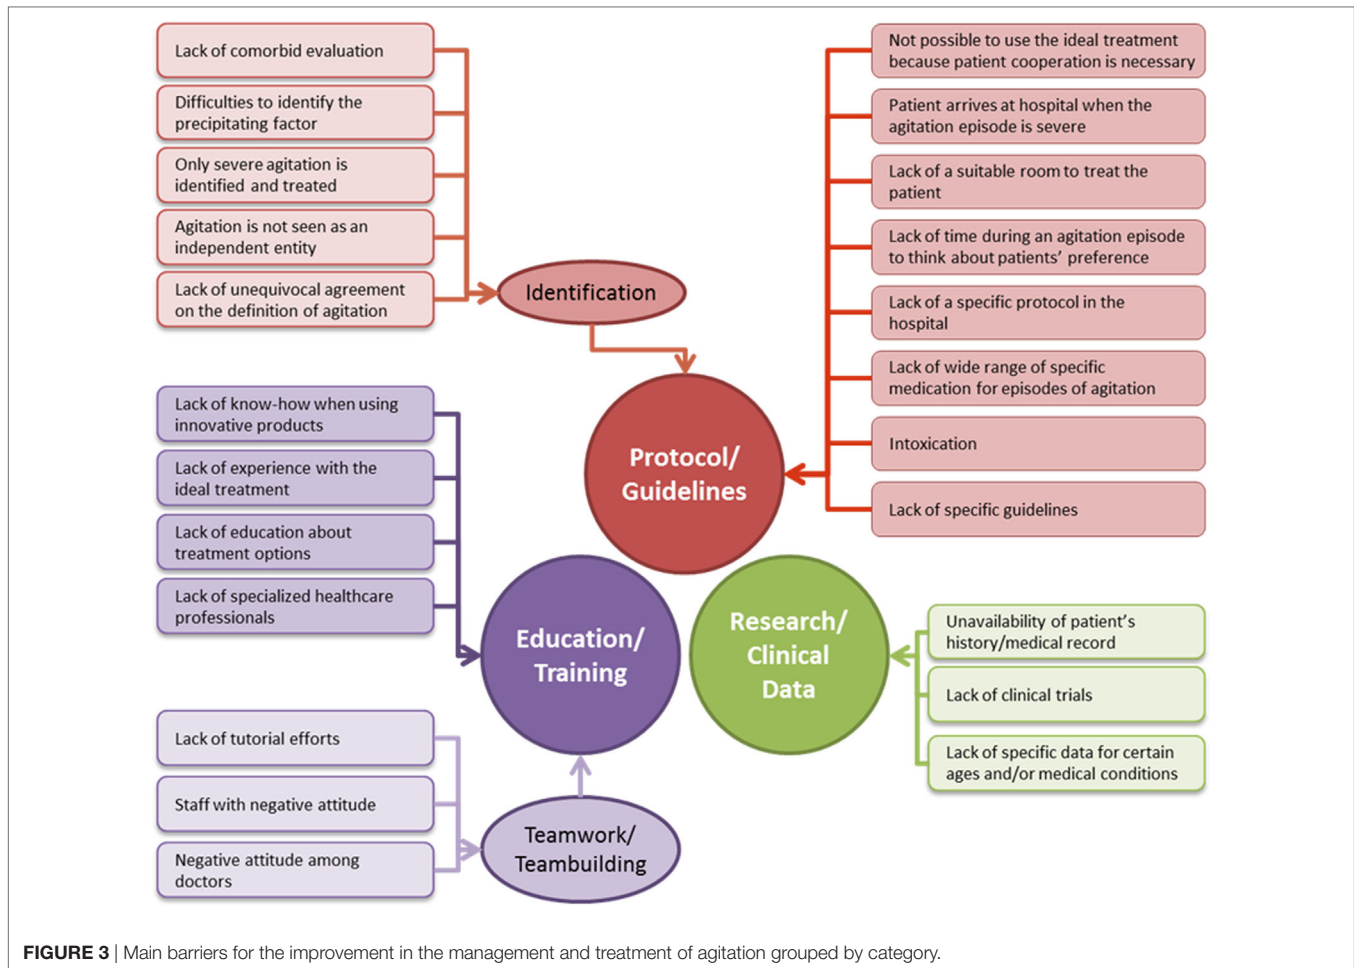 Lack of comorbid evaluation
Difficulties to identify the
precipitating factor
Only severe agitation is
identified and treated
Agitation is not seen as an
independent entity
Lack of unequivocal agreement
on the definition of agitation
Identification
Not possible to use the ideal treatment
because patient cooperation is necessary
Patient arrives at hospital when the
agitation episode is severe
Lack of a suitable room to treat the
patient
Lack of time during an agitation episode
to think about patients’ preference
Lack of a specific protocol in the
hospital
Lack of wide range of specific
medication for episodes of agitation
Intoxication
Lack of specific guidelines
Protocol/
Guidelines
Lack of know-how when using
innovative products
Lack of experience with the
ideal treatment
Lack of education about
treatment options
Lack of specialized healthcare
professionals
Education/
Training
Research/
Clinical
Data
Unavailability of patient’s
history/medical record
Lack of clinical trials
Lack of specific data for certain
ages and/or medical conditions
Lack of tutorial efforts
Staff with negative attitude
Negative attitude among
doctors
Teamwork/
Teambuilding
FIGURE 3 | Main barriers for the improvement in the management and treatment of agitation grouped by category.